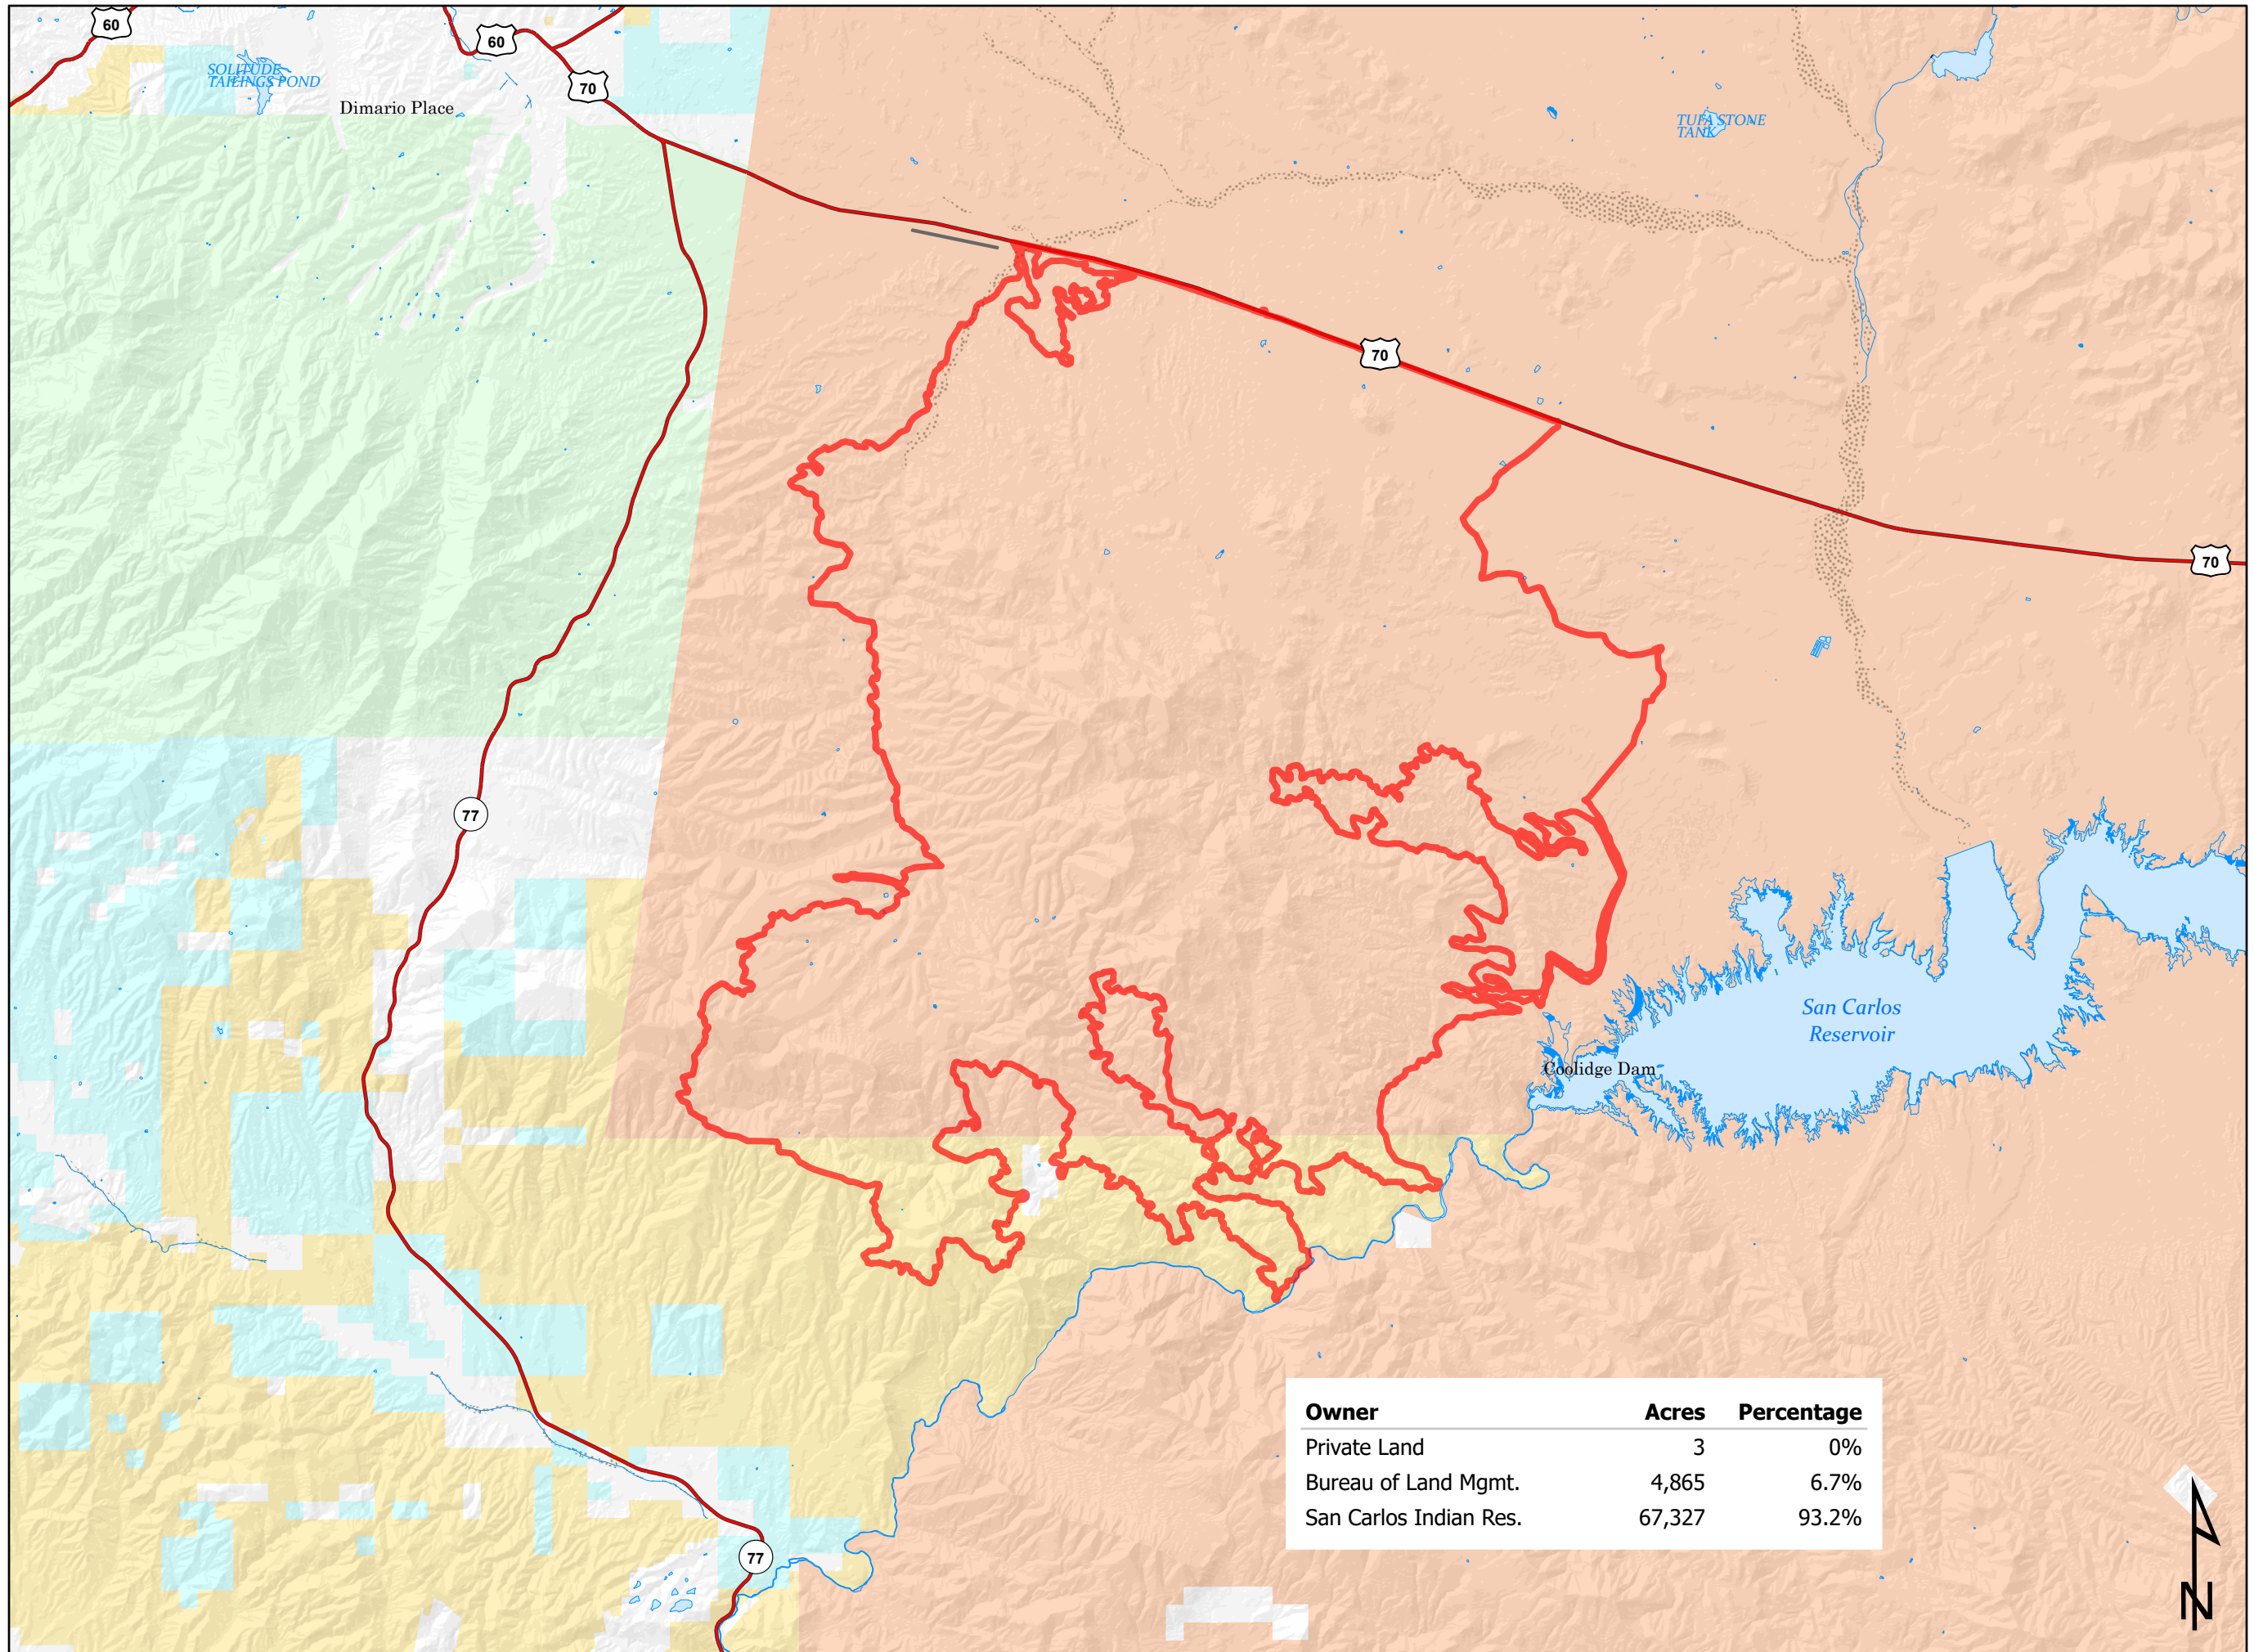 60
60
SOLITUDE
TAILINGS POND
70
Dimario Place
TUFA STONE
TANK
70
70
77
San Carlos
Reservoir
Coolidge Dam
Owner Acres Percentage
Private Land 3 0%
Bureau of Land Mgmt. 4,865 6.7%
San Carlos Indian Res. 67,327 93.2%
77
N